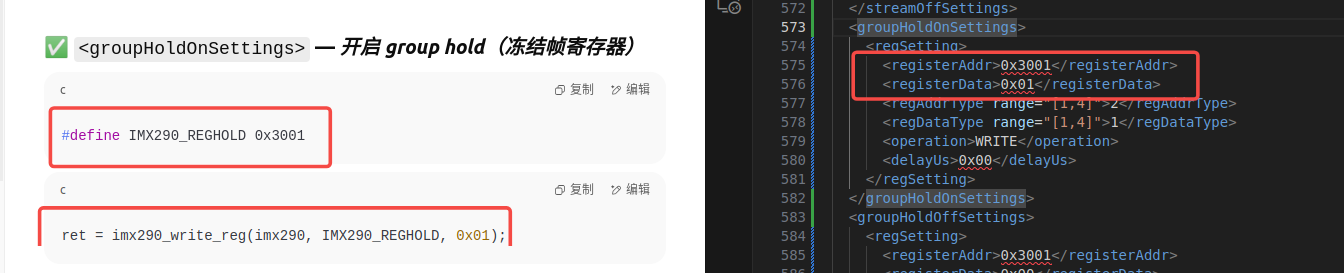 ✅ <groupHoldOnSettings> — 开启 group hold（冻结帧寄存器）
c 复制 编辑
#define IMX290_REGHOLD 0x3001
c 复制 编辑
ret = imx290_write_reg(imx290, IMX290_REGHOLD, 0x01);
572 </streamOffSettings>
573 <groupHoldOnSettings>
574 <regSetting>
575 <registerAddr>0x3001</registerAddr>
576 <registerData>0x01</registerData>
577 <regAddrType range="[1,4]">2</regAddrType>
578 <regDataType range="[1,4]">1</regDataType>
579 <operation>WRITE</operation>
580 <delayUs>0x00</delayUs>
581 </regSetting>
582 </groupHoldOnSettings>
583 <groupHoldOffSettings>
584 <regSetting>
585 <registerAddr>0x3001</registerAddr>